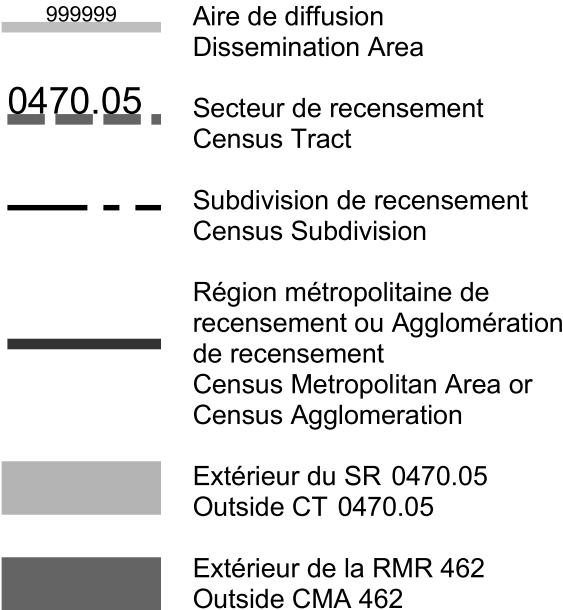 999999
Aire de diffusion
Dissemination Area
0470.05
Secteur de recensement
Census Tract
Subdivision de recensement
Census Subdivision
Région métropolitaine de
recensement ou Agglomération
de recensement
Census Metropolitan Area or
Census Agglomeration
Extérieur du SR 0470.05
Outside CT 0470.05
Extérieur de la RMR 462
Outside CMA 462